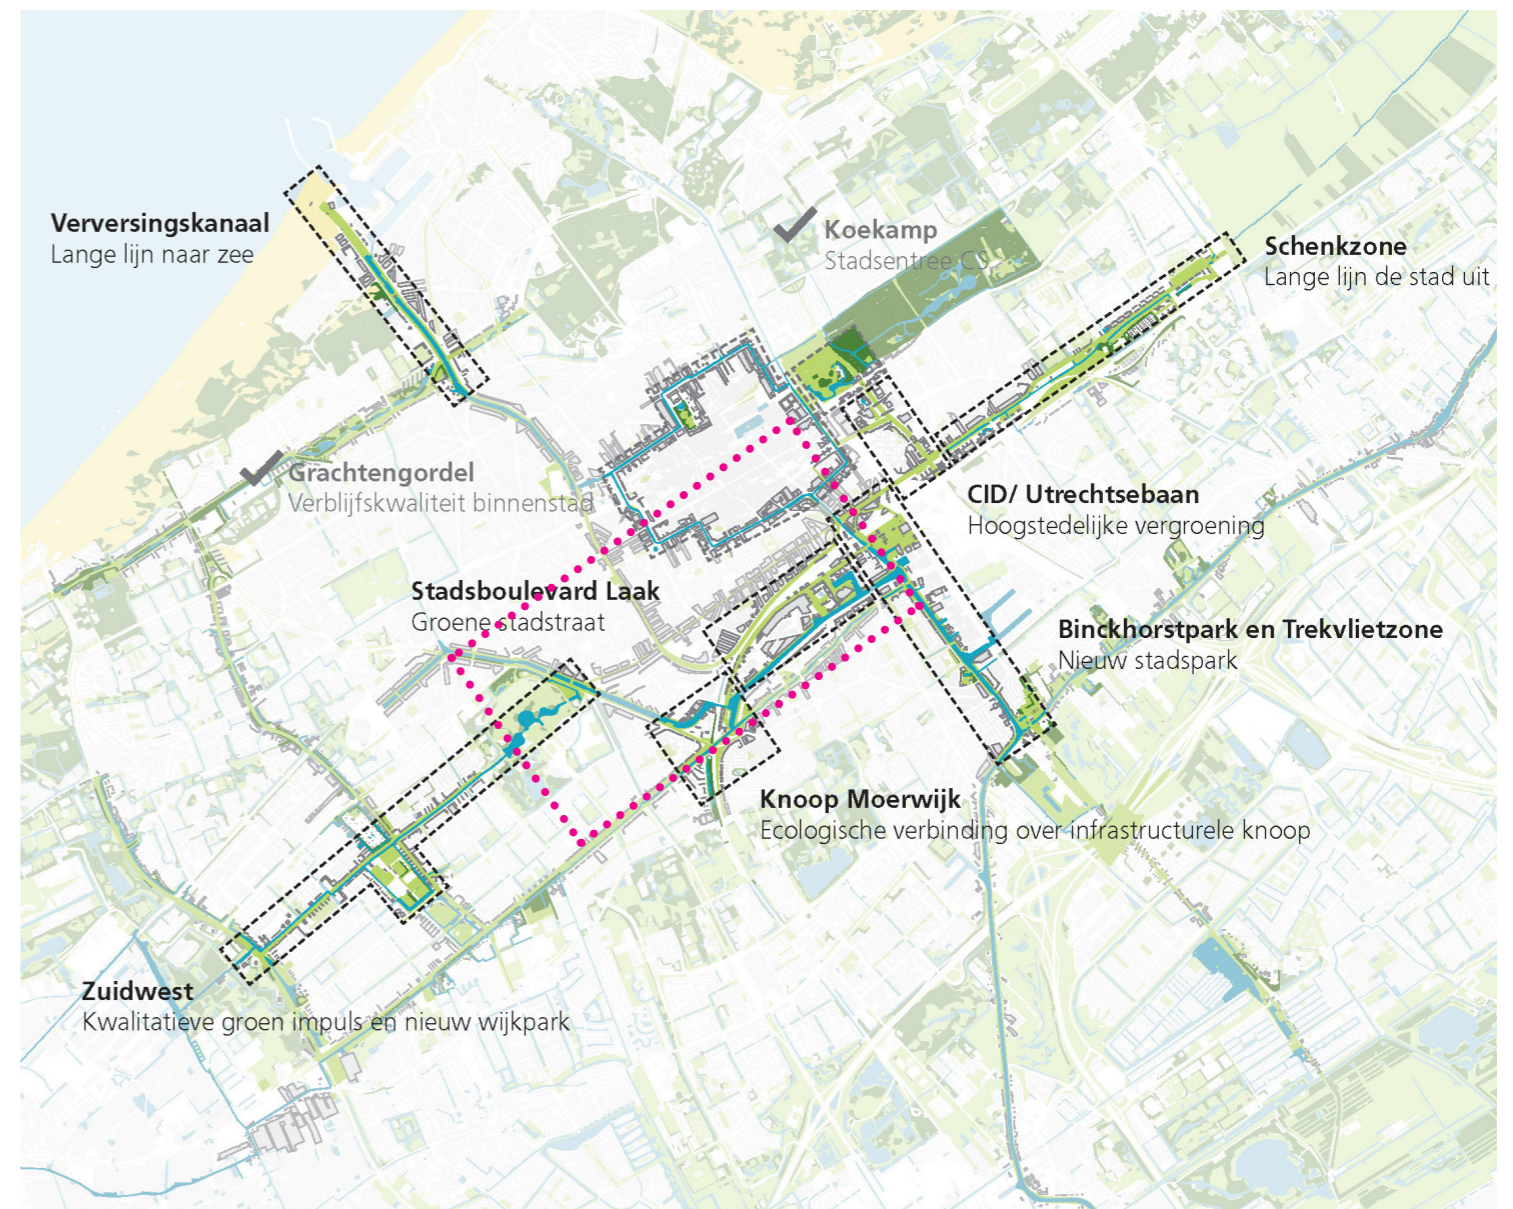 Verversingskanaal
Lange lijn naar zee
Koekamp
Stadsentree CS
Schenkzone
Lange lijn de stad uit
Grachtengordel
Verblijfskwaliteit binnenstad
CID/ Utrechtsebaan
Hoogstedelijke vergroening
Stadsboulevard Laak
Groene stadstraat
Binckhorstpark en Trekvlietzone
Nieuw stadspark
Knoop Moerwijk
Ecologische verbinding over infrastructurele knoop
Zuidwest
Kwalitatieve groen impuls en nieuw wijkpark